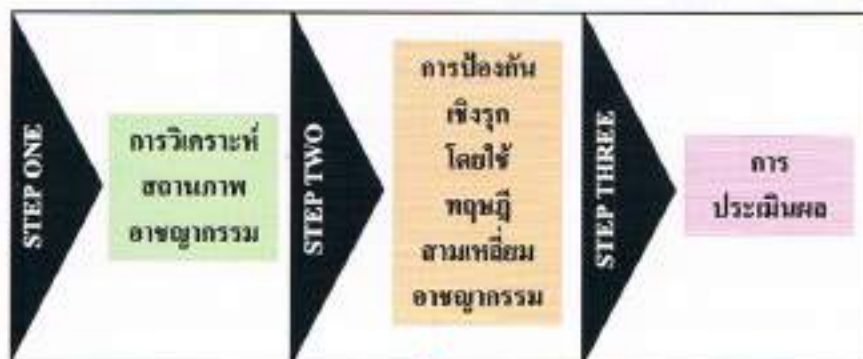 STEP ONE
การวิเคราะห์
สถานภาพ
อาชญากรรม
STEP TWO
การป้องกัน
เชิงรุก
โดยใช้
ทฤษฎี
สามเหลี่ยม
อาชญากรรม
STEP THREE
การ
ประเมินผล